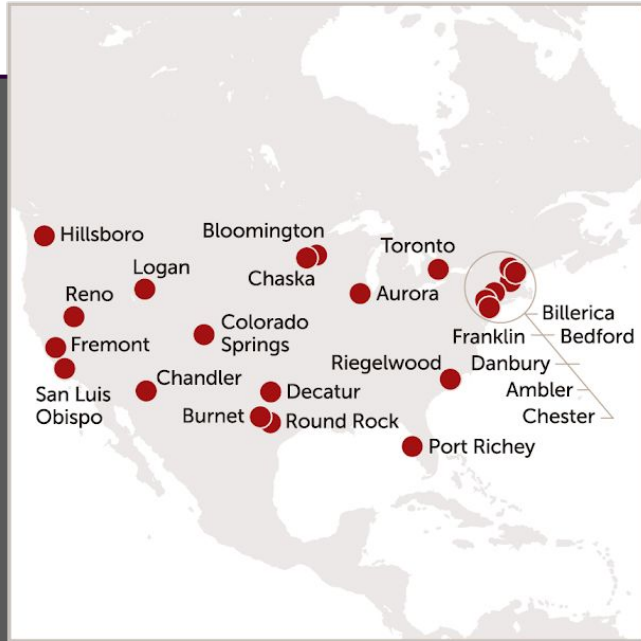 Hillsboro
Bloomington
Toronto
Logan
Chaska
Reno
Aurora
Billerica
Colorado
Springs
Franklin
Bedford
Fremont
Riegelwood
Danbury
San Luis
Obispo
Chandler
Decatur
Ambler
Burnet
Round Rock
Chester
Port Richey